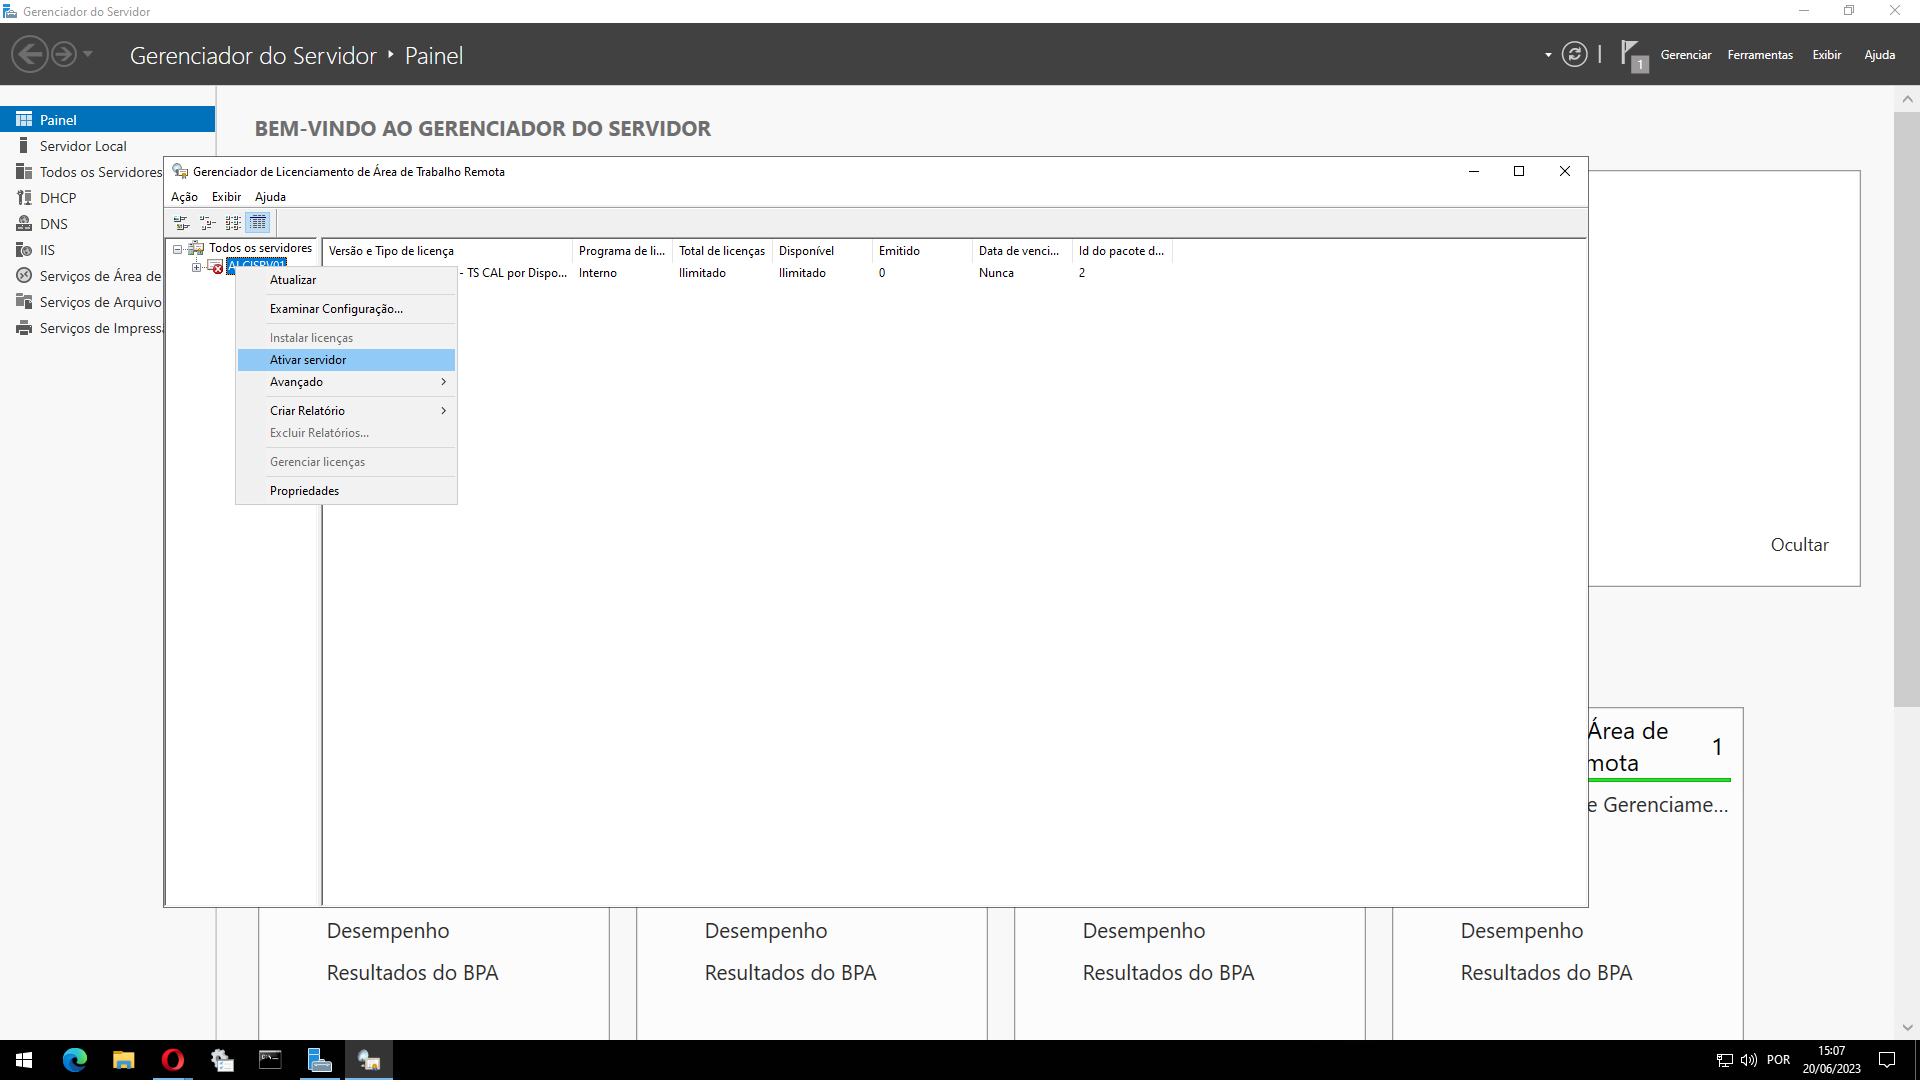 Gerenciador do Servidor
Gerenciador do Servidor ‣ Painel
1
Gerenciar
Ferramentas
Exibir
Ajuda
Painel
Servidor Local
Todos os Servidores
DHCP
DNS
IIS
Serviços de Área de
Serviços de Arquivo
Serviços de Impress
BEM-VINDO AO GERENCIADOR DO SERVIDOR
Gerenciador de Licenciamento de Área de Trabalho Remota
Ação Exibir Ajuda
Todos os servidores
Versão e Tipo de licença
Programa de li...
Total de licenças
Disponível
Emitido
Data de venci...
Id do pacote d...
- TS CAL por Dispo...
Interno
Ilimitado
Ilimitado
0
Nunca
2
Atualizar
Examinar Configuração...
Instalar licenças
Ativar servidor
Avançado
Criar Relatório
Excluir Relatórios...
Gerenciar licenças
Propriedades
Ocultar
Área de
mota
1
e Gerenciame...
Desempenho
Resultados do BPA
Desempenho
Resultados do BPA
Desempenho
Resultados do BPA
Desempenho
Resultados do BPA
POR
15:07
20/06/2023